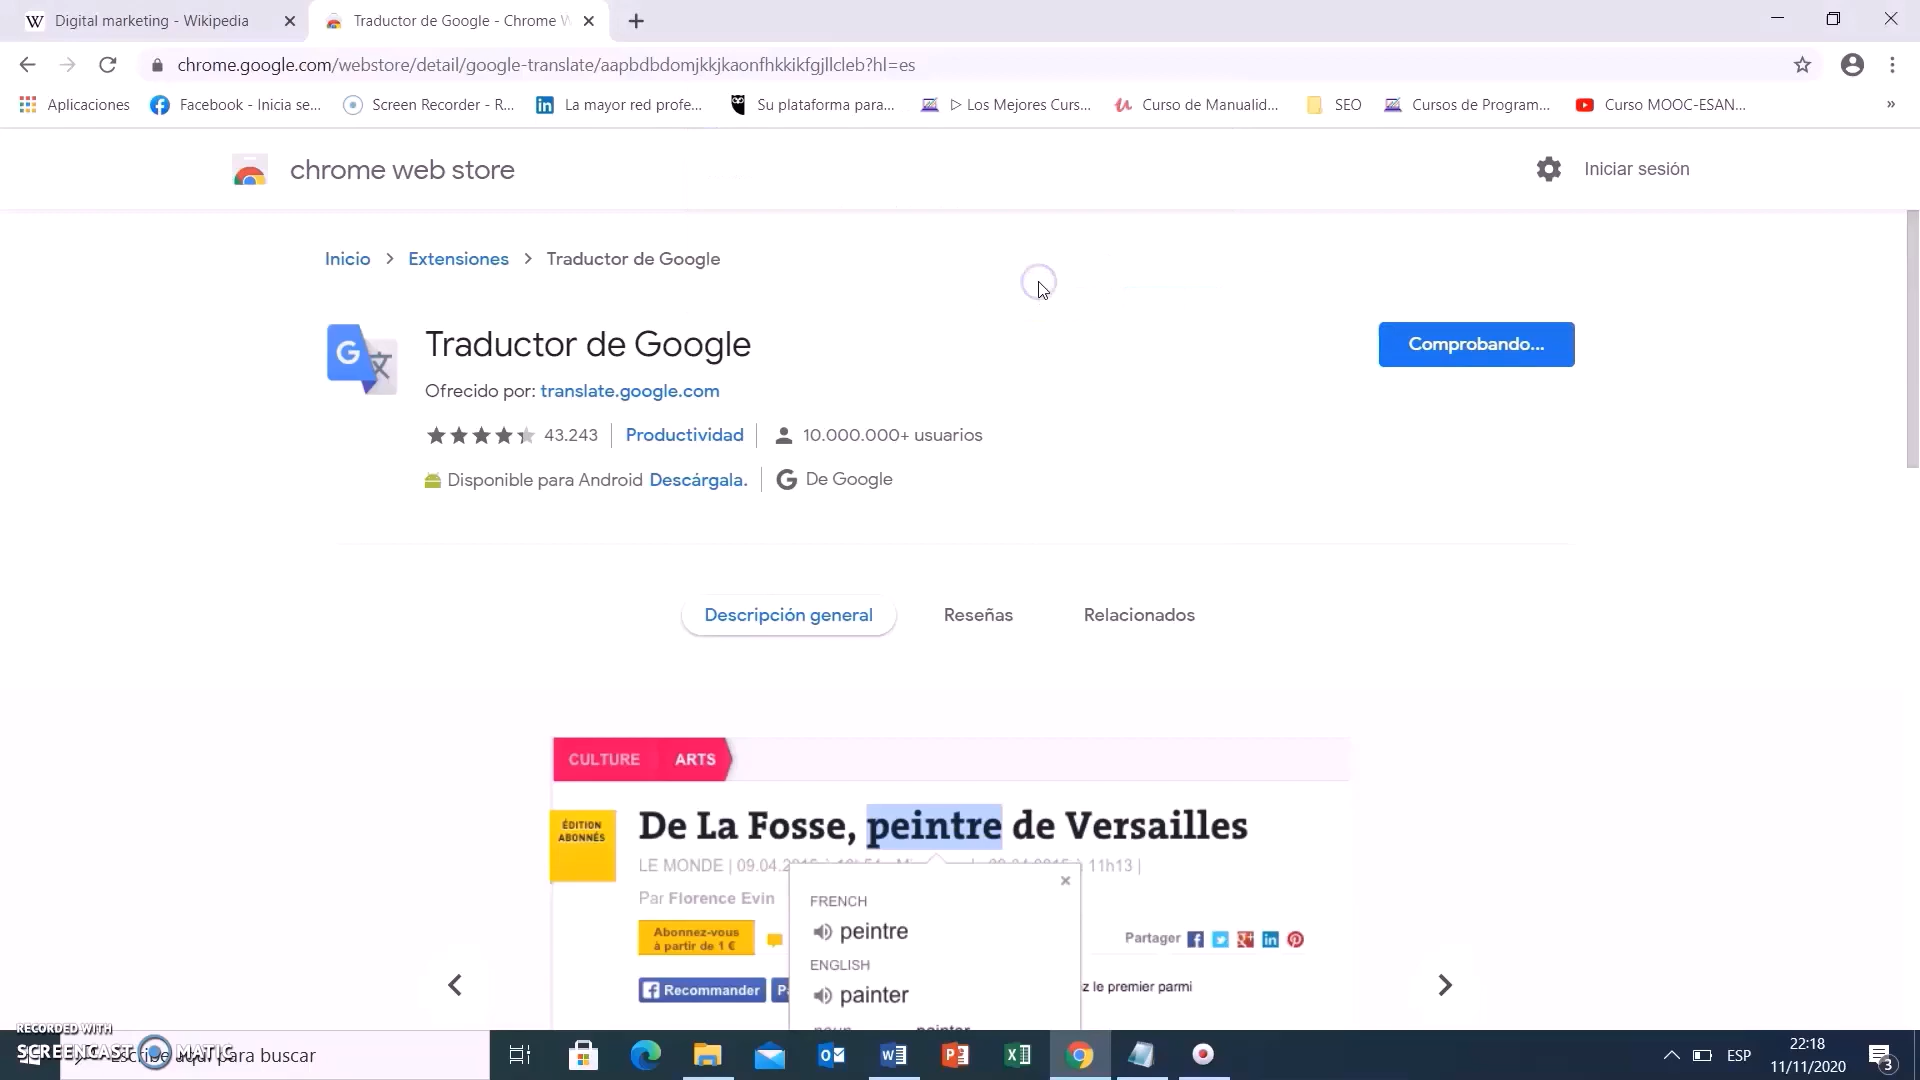 Digital marketing - Wikipedia
Traductor de Google - Chrome W
chrome.google.com/webstore/detail/google-translate/aapbdbdomjkkjkaonfhkkikfgjllcleb?hl=es
Aplicaciones
Facebook - Inicia se...
Screen Recorder - R...
La mayor red profe...
Su plataforma para...
▷ Los Mejores Curs...
Curso de Manualid...
SEO
Cursos de Program...
Curso MOOC-ESAN...
»
chrome web store
Iniciar sesión
Inicio > Extensiones > Traductor de Google
Traductor de Google
Comprobando...
Ofrecido por: translate.google.com
43.243
Productividad
10.000.000+ usuarios
Disponible para Android Descárgala.
De Google
Descripción general
Reseñas
Relacionados
CULTURE ARTS
ÉDITION
ABONNÉS
De La Fosse, peintre de Versailles
LE MONDE | 09.04.2015 à 11h13 |
Par Florence Evin
FRENCH
peintre
Abonnez-vous
à partir de 1 €
Partager
ENGLISH
painter
Recommander
z le premier parmi
noun painter
RECORDED WITH
SCREENCAST MATIC
Escribe aquí para buscar
ESP
22:18
11/11/2020
3